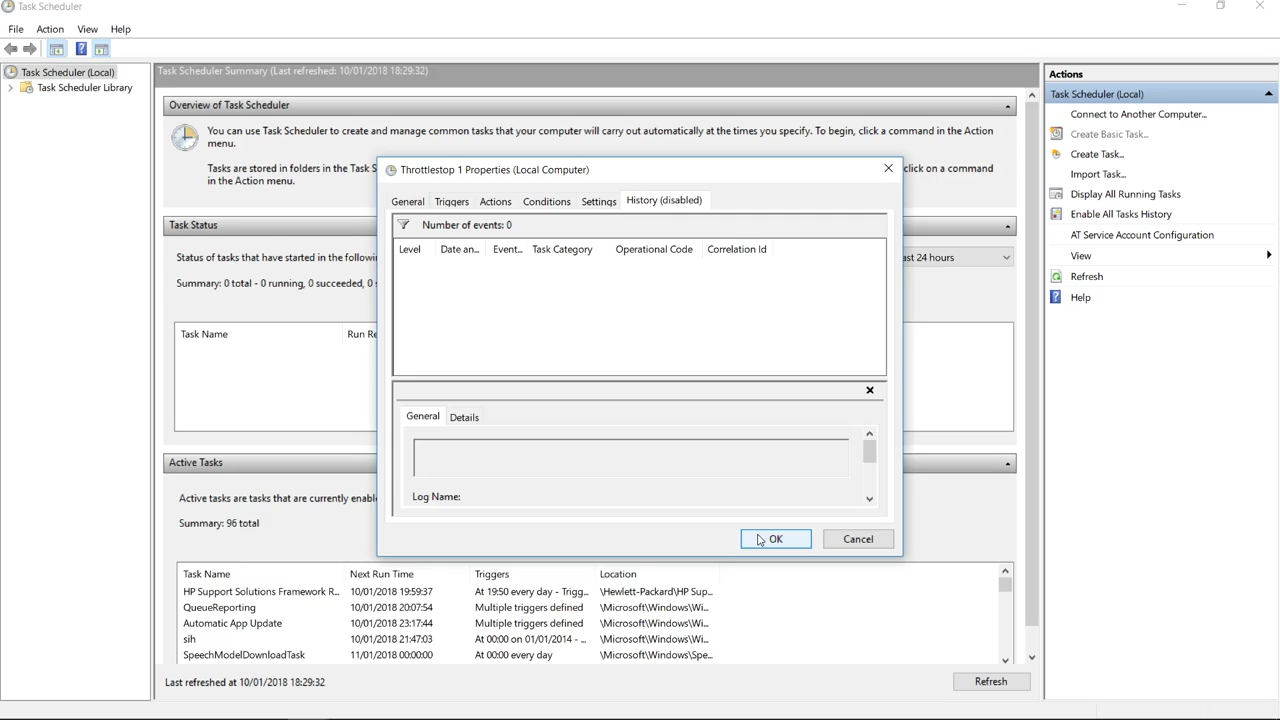 Task Scheduler
File Action View Help
Task Scheduler (Local)
Task Scheduler Library
Task Scheduler Summary (Last refreshed: 10/01/2018 18:29:32)
Overview of Task Scheduler
You can use Task Scheduler to create and manage common tasks that your computer will carry out automatically at the times you specify. To begin, click a command in the Action
menu.
Tasks are stored in folders in the Task S
click on a command
in the Action menu.
Task Status
Status of tasks that have started in the followin
ast 24 hours
Summary: 0 total - 0 running, 0 succeeded, 0 s
Task Name Run Re
Active Tasks
Active tasks are tasks that are currently enabl
Summary: 96 total
Task Name Next Run Time Triggers Location
HP Support Solutions Framework R... 10/01/2018 19:59:37 At 19:50 every day - Trigg... \Hewlett-Packard\HP Sup...
QueueReporting 10/01/2018 20:07:54 Multiple triggers defined \Microsoft\Windows\Wi...
Automatic App Update 10/01/2018 23:17:44 Multiple triggers defined \Microsoft\Windows\Wi...
sih 10/01/2018 21:47:03 At 00:00 on 01/01/2014 - ... \Microsoft\Windows\Wi...
SpeechModelDownloadTask 11/01/2018 00:00:00 At 00:00 every day \Microsoft\Windows\Spe...
Last refreshed at 10/01/2018 18:29:32
Refresh
Throttlestop 1 Properties (Local Computer)
General Triggers Actions Conditions Settings History (disabled)
Number of events: 0
Level Date an... Event... Task Category Operational Code Correlation Id
General Details
Log Name:
OK Cancel
Actions
Task Scheduler (Local)
Connect to Another Computer...
Create Basic Task...
Create Task...
Import Task...
Display All Running Tasks
Enable All Tasks History
AT Service Account Configuration
View
Refresh
Help